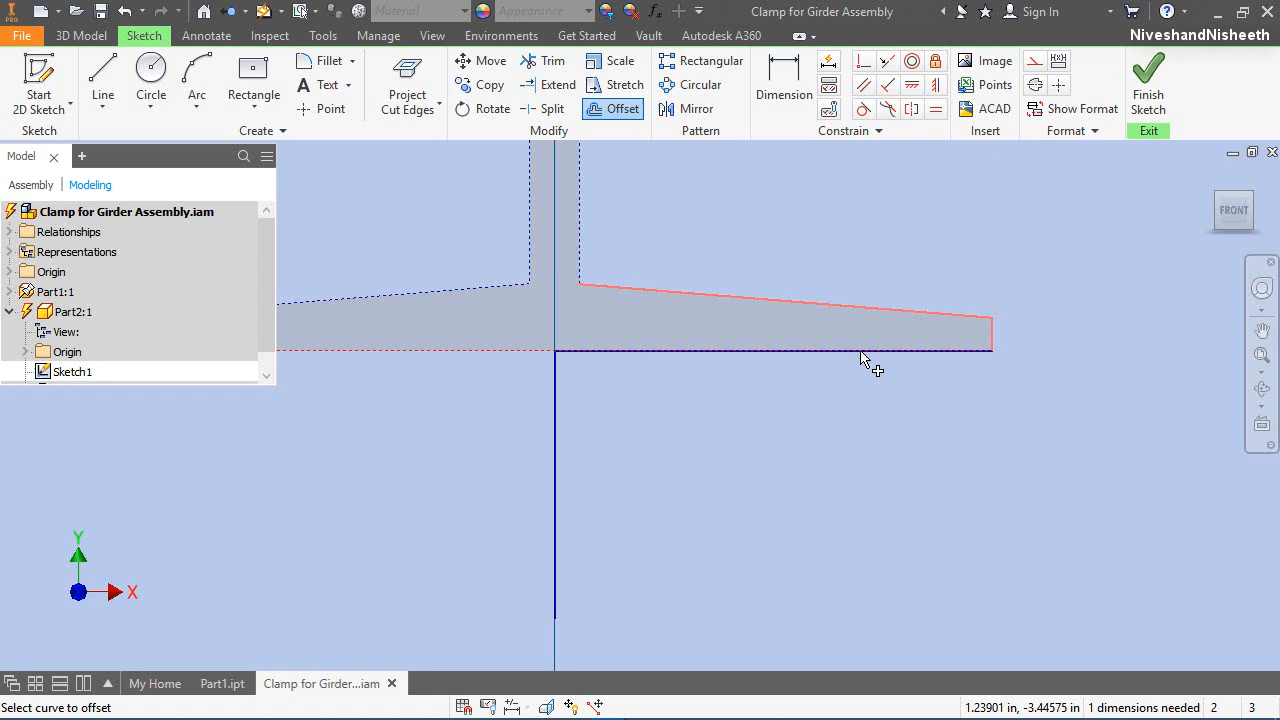 PRO
Material
Appearance
fx
Clamp for Girder Assembly
Sign In
File
3D Model
Sketch
Annotate
Inspect
Tools
Manage
View
Environments
Get Started
Vault
Autodesk A360
NiveshandNisheeth
Start
2D Sketch
Line
Circle
Arc
Rectangle
Fillet
Text
Point
Project
Cut Edges
Move
Copy
Rotate
Trim
Extend
Split
Scale
Stretch
Offset
Rectangular
Circular
Mirror
Dimension
Image
Points
ACAD
Show Format
Finish
Sketch
Sketch
Create
Modify
Pattern
Constrain
Insert
Format
Exit
Model
Assembly
Modeling
Clamp for Girder Assembly.iam
Relationships
Representations
Origin
Part1:1
Part2:1
View:
Origin
Sketch1
FRONT
Y
X
My Home
Part1.ipt
Clamp for Girder...iam
Select curve to offset
1.23901 in, -3.44575 in
1 dimensions needed
2
3